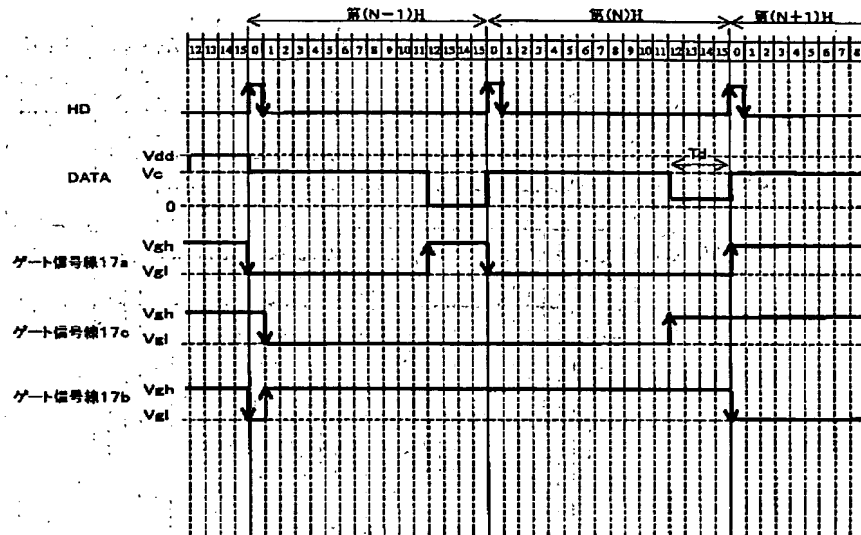 第(N-1)H 第(N)H 第(N+1)H
12 13 14 15 0 1 2 3 4 5 6 7 8 9 10 11 12 13 14 15 0 1 2 3 4 5 6 7 8 9 10 11 12 13 14 15 0 1 2 3 4 5 6 7 8
HD
Vdd
Td
DATA
Vc
0
Vgh
ゲート信号線17a
Vgl
Vgh
ゲート信号線17c
Vgl
Vgh
ゲート信号線17b
Vgl